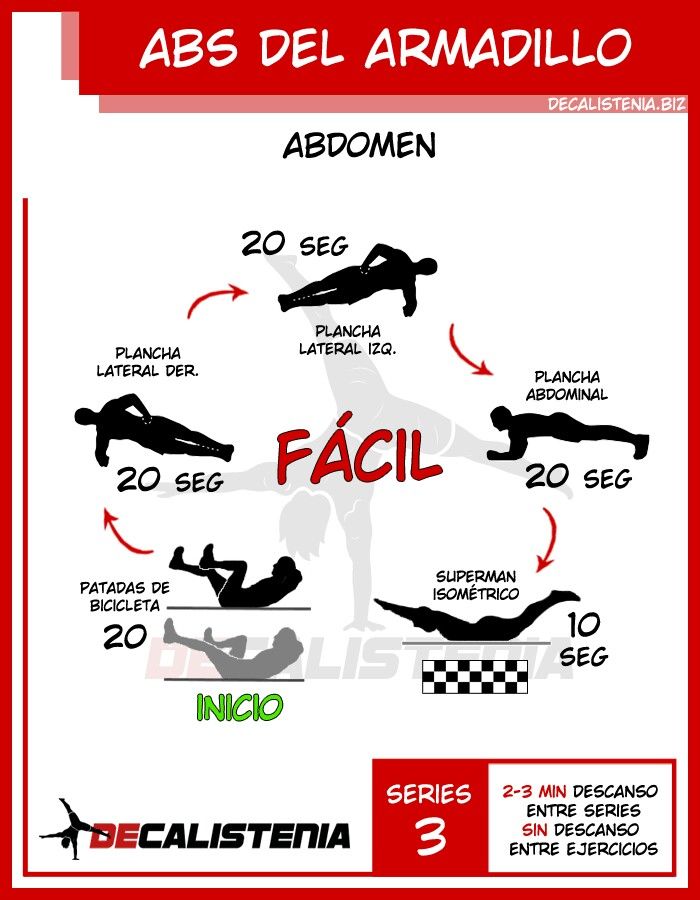 ABS DEL ARMADILLO
DECALISTENIA.BIZ
ABDOMEN
20 SEG
PLANCHA
LATERAL IZQ.
PLANCHA
LATERAL DER.
20 SEG
PLANCHA
ABDOMINAL
20 SEG
FÁCIL
PATADAS DE
BICICLETA
20
INICIO
SUPERMAN
ISOMÉTRICO
10
SEG
DECALISTENIA
DECALISTENIA
SERIES
3
2-3 MIN DESCANSO
ENTRE SERIES
SIN DESCANSO
ENTRE EJERCICIOS